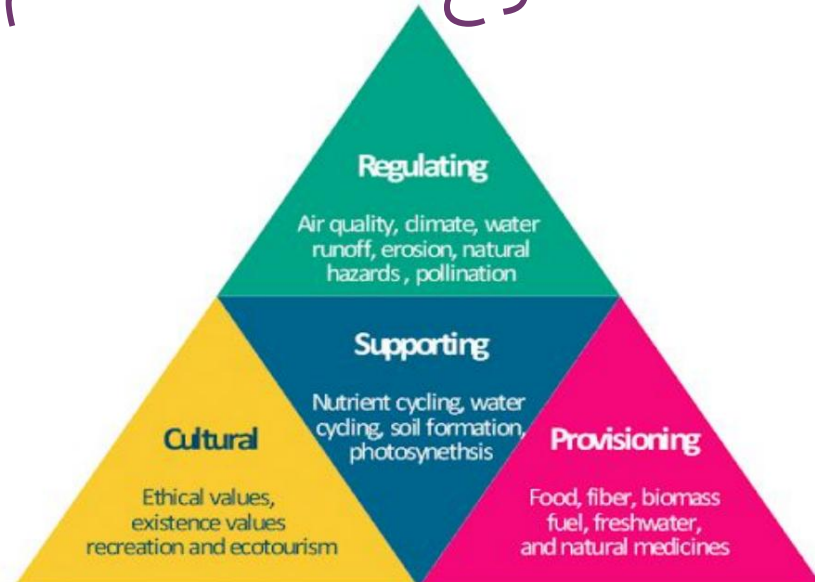 Regulating
Air quality, climate, water
runoff, erosion, natural
hazards , pollination
Supporting
Nutrient cycling, water
cycling, soil formation,
photosynethsis
Cultural
Ethical values,
existence values
recreation and ecotourism
Provisioning
Food, fiber, biomass
fuel, freshwater,
and natural medicines